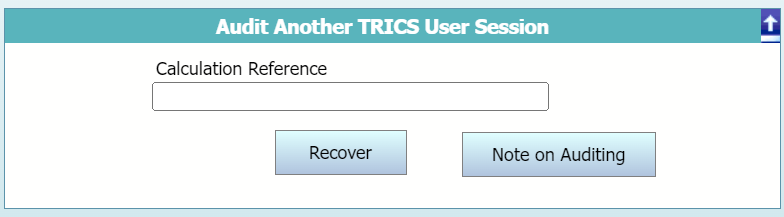 Audit Another TRICS User Session
Calculation Reference
Recover
Note on Auditing